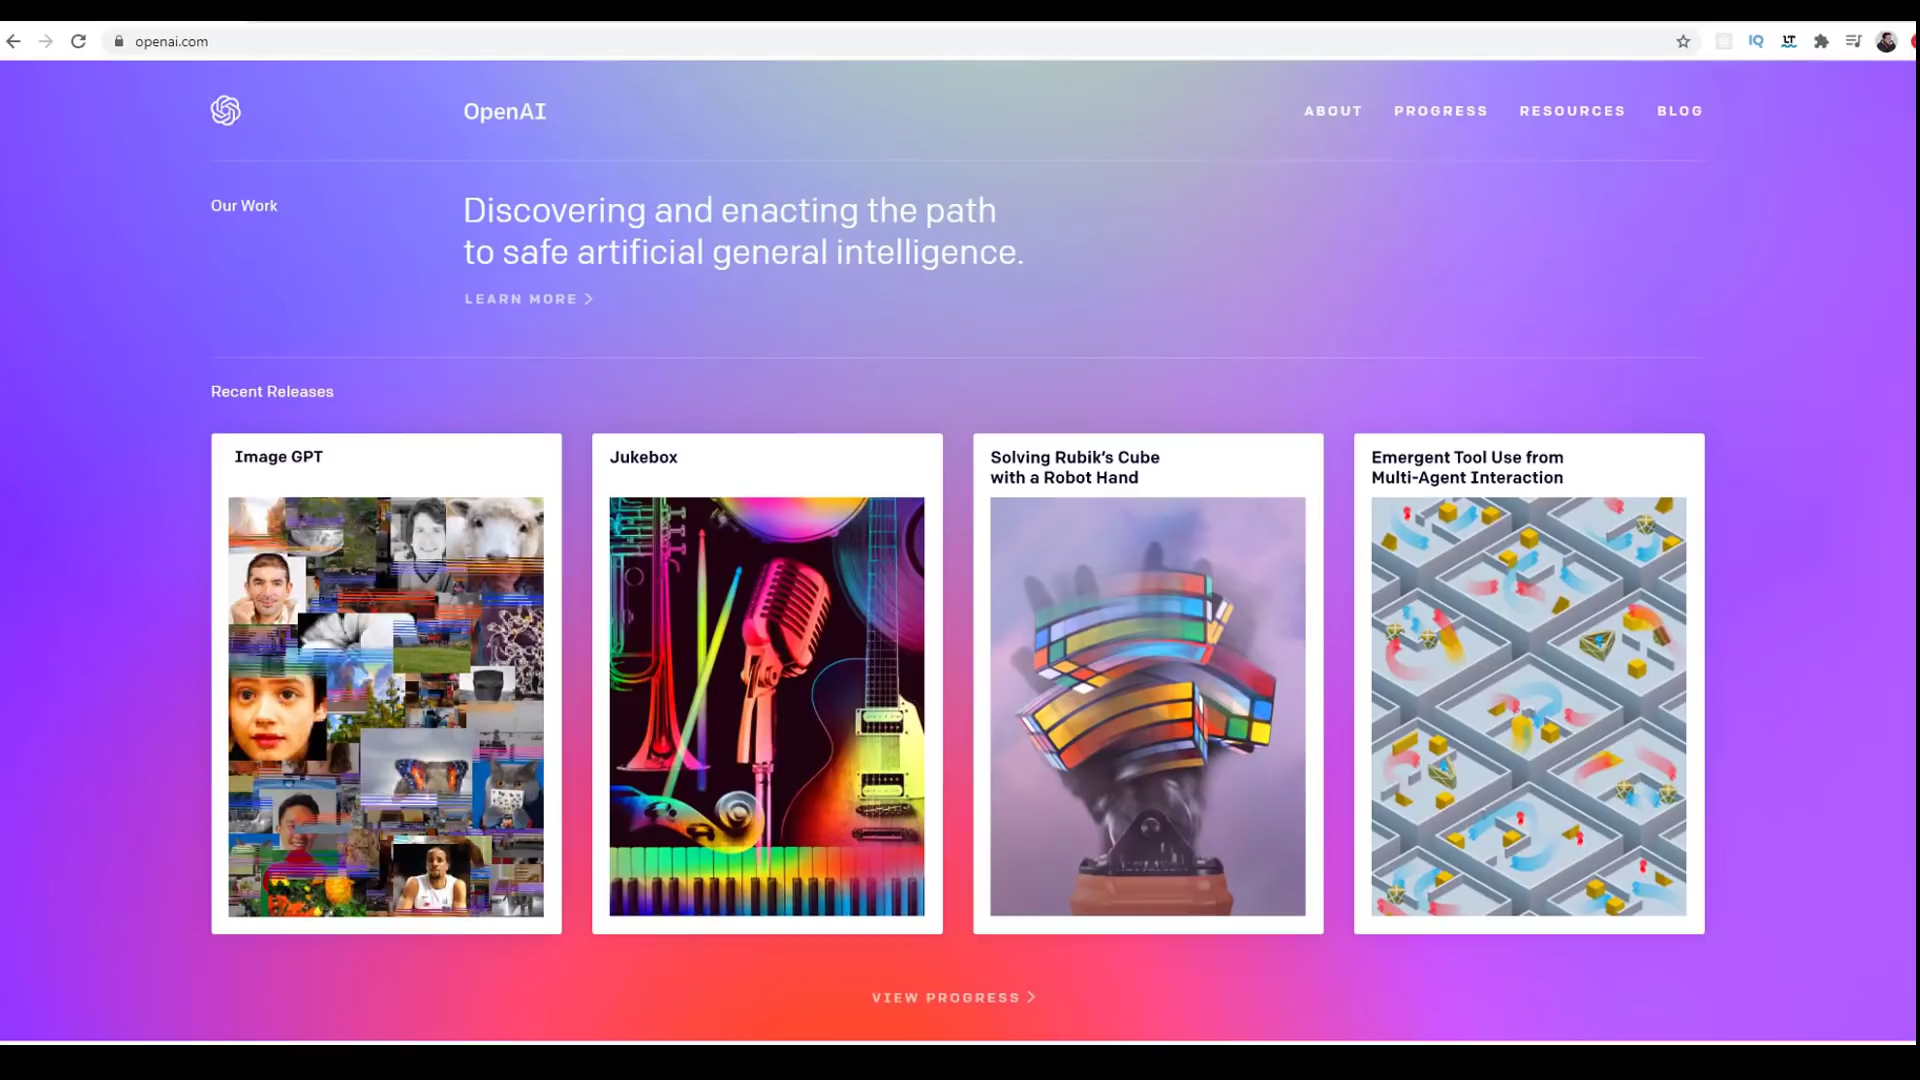 openai.com
IQ
LT
OpenAI
ABOUT PROGRESS RESOURCES BLOG
Our Work
Discovering and enacting the path
to safe artificial general intelligence.
LEARN MORE
Recent Releases
Image GPT
Jukebox
Solving Rubik’s Cube
with a Robot Hand
Emergent Tool Use from
Multi-Agent Interaction
VIEW PROGRESS